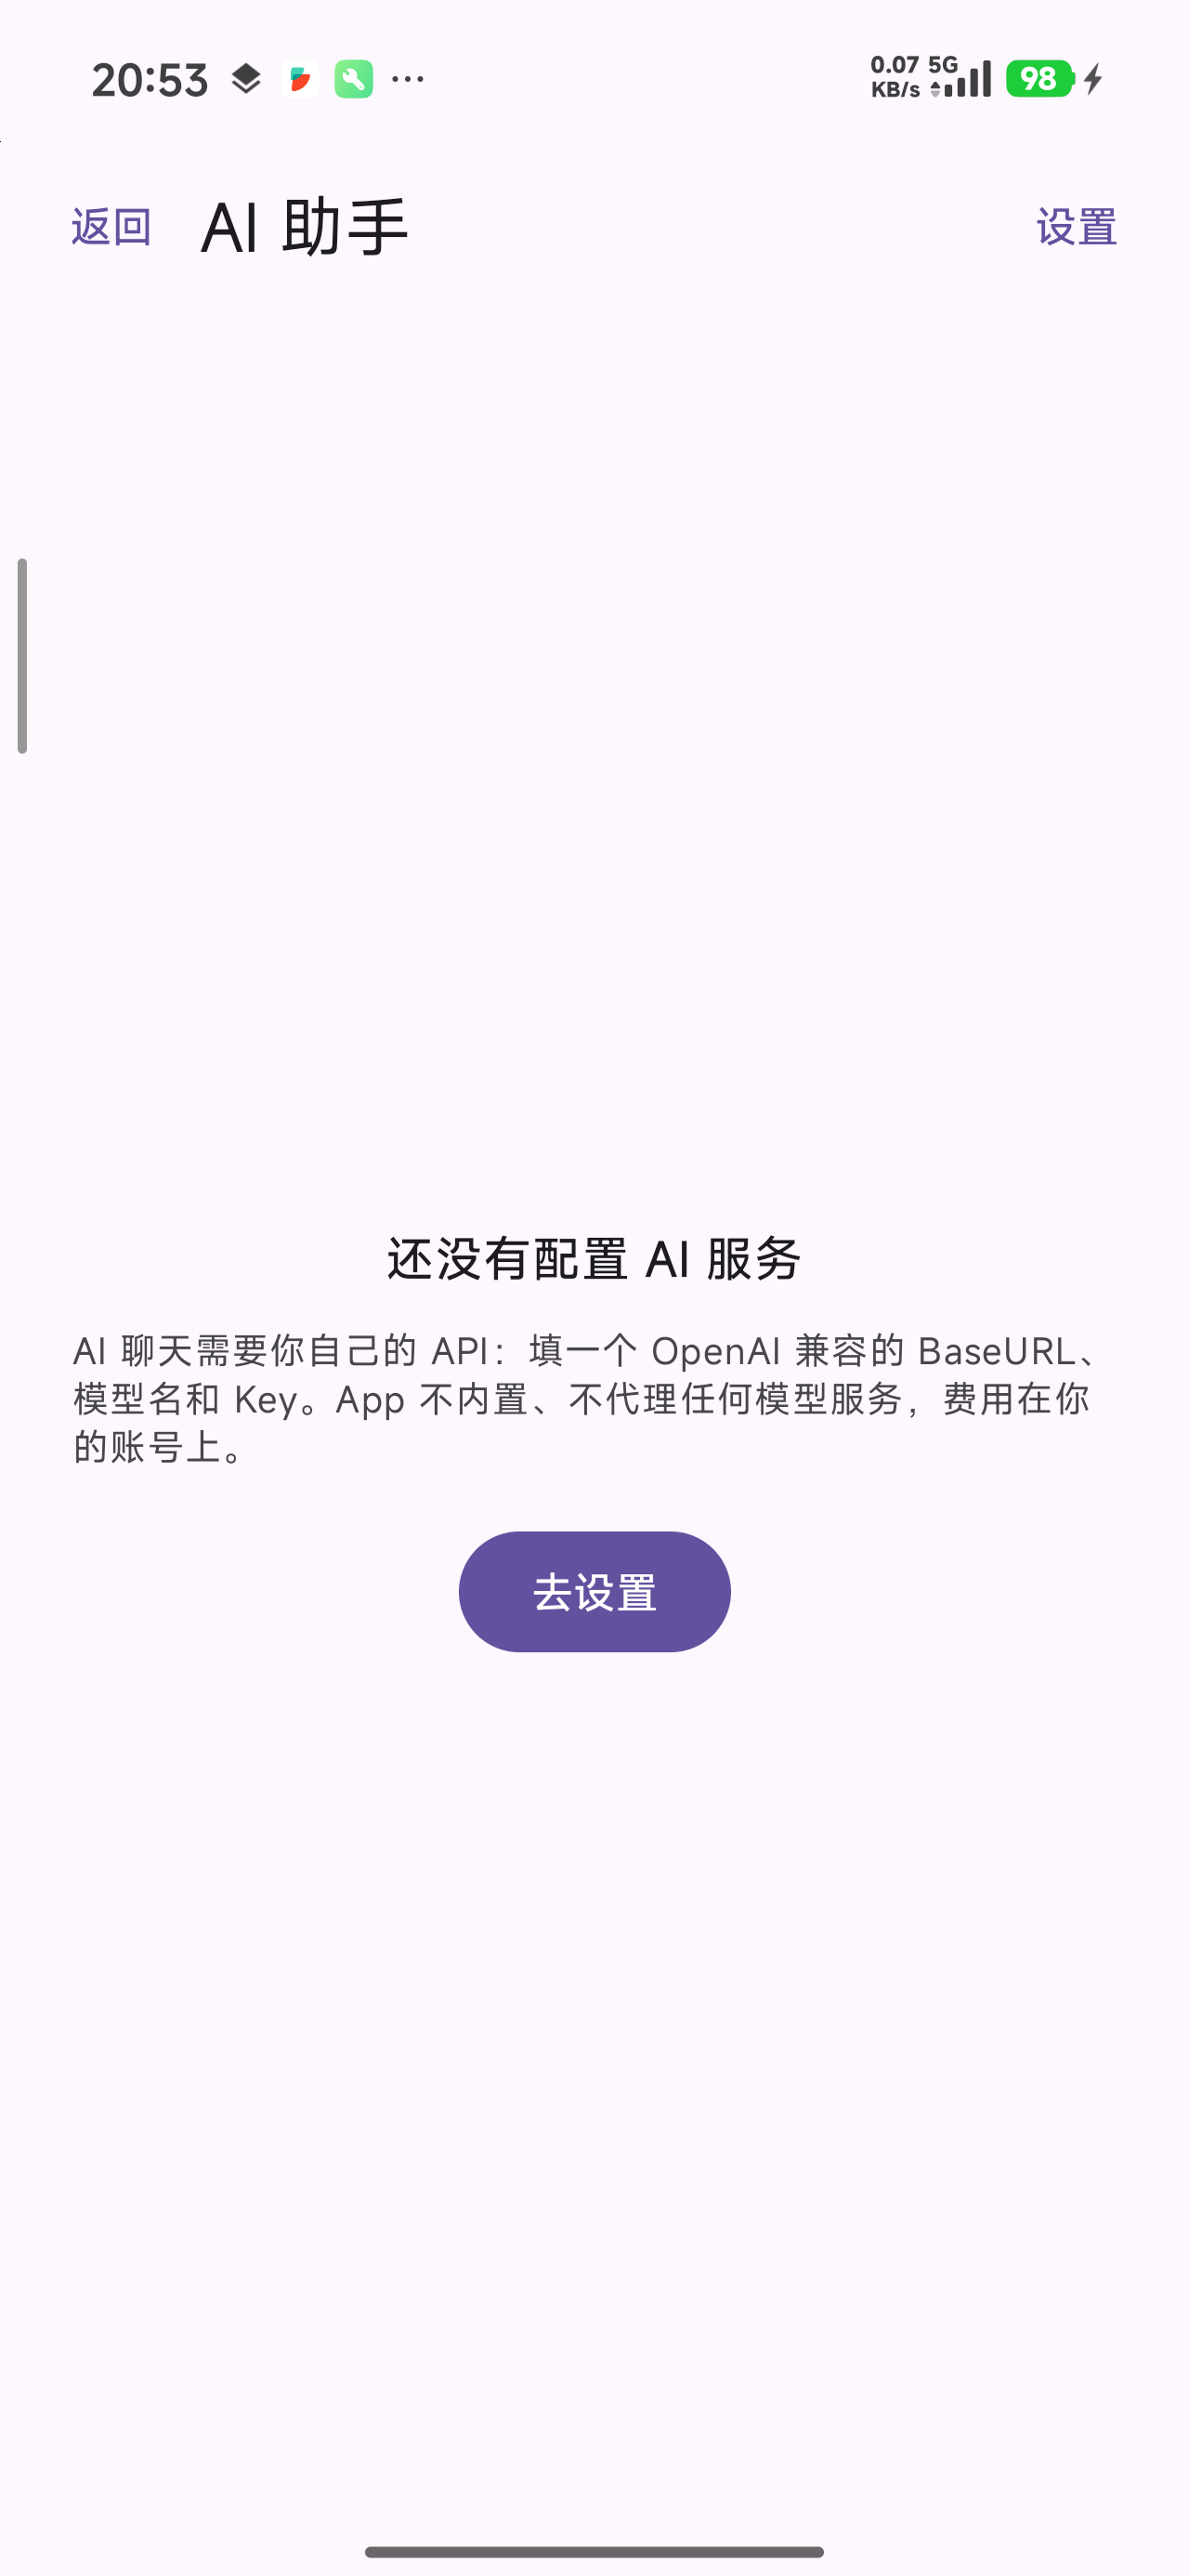 20:53
0.07 5G
KB/s
98
返回 AI 助手 设置
还没有配置 AI 服务
AI 聊天需要你自己的 API：填一个 OpenAI 兼容的 BaseURL、
模型名和 Key。App 不内置、不代理任何模型服务，费用在你
的账号上。
去设置